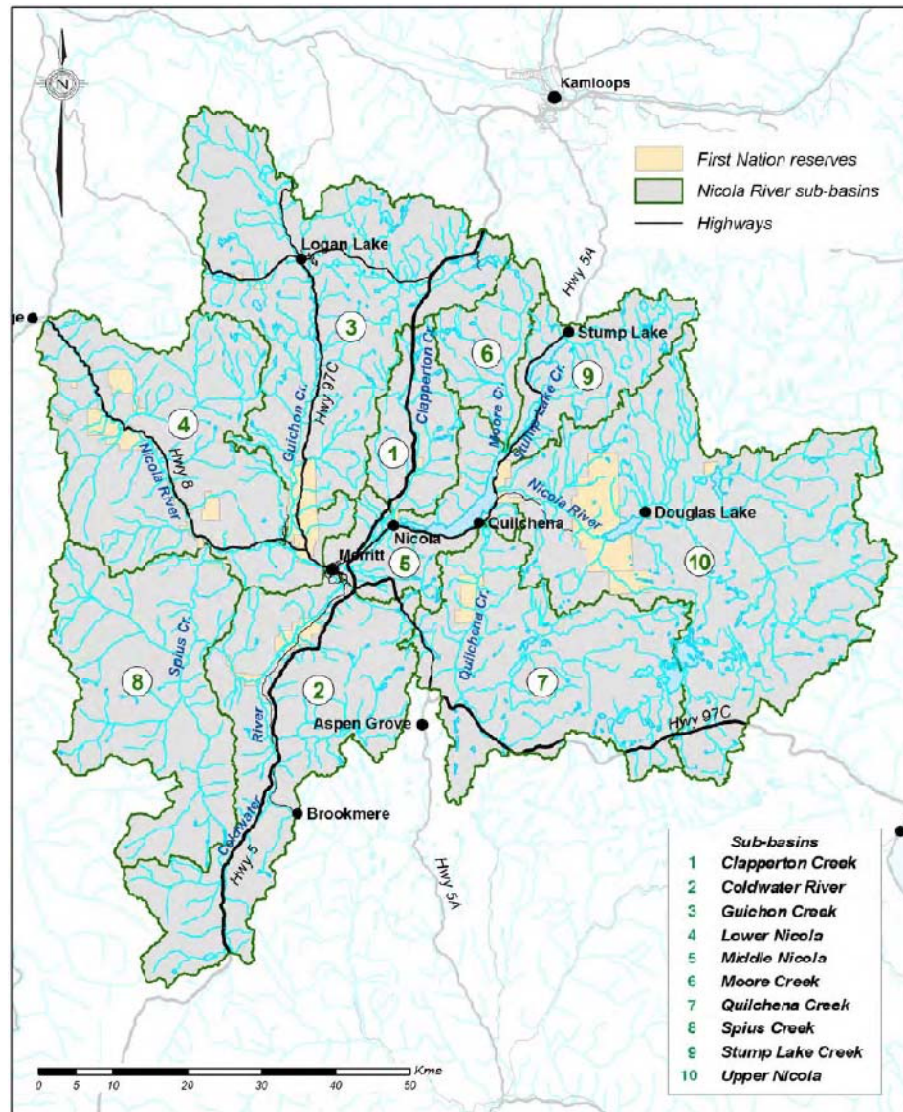 N
Kamloops
First Nation reserves
Nicola River sub-basins
Highways
Hwy 5A
Logan Lake
ge
Stump Lake
3
6
9
Clapperton Cr.
Guichon Cr.
Hwy 97C
Moore Cr.
Stump Lake Cr.
4
1
Hwy 8
Nicola River
Nicola River
Douglas Lake
Quilchena
Nicola
Merritt
5
10
Quilchena Cr.
Spius Cr.
8
2
7
Hwy 97C
Aspen Grove
Coldwater River
Brookmere
Hwy 5
Hwy 5A
Sub-basins
1 Clapperton Creek
2 Coldwater River
3 Guichon Creek
4 Lower Nicola
5 Middle Nicola
6 Moore Creek
7 Quilchena Creek
8 Spius Creek
9 Stump Lake Creek
10 Upper Nicola
Kms
0 5 10 20 30 40 50